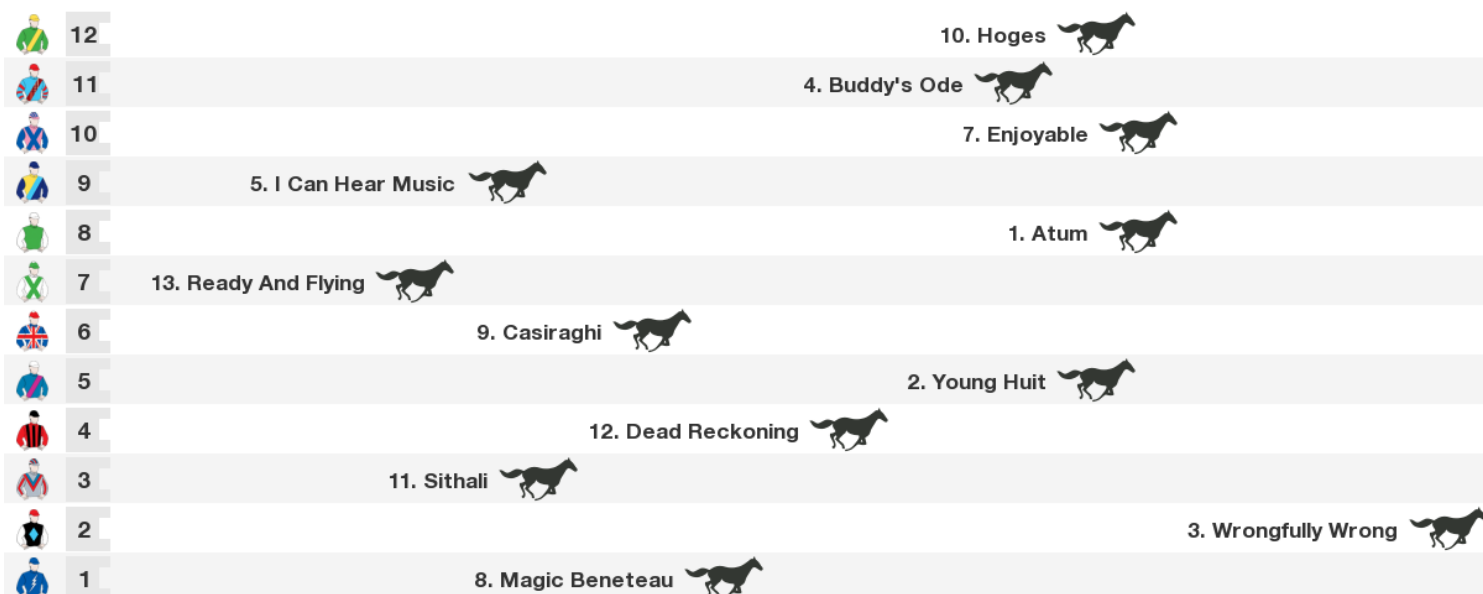 12 10. Hoges
11 4. Buddy's Ode
10 7. Enjoyable
9 5. I Can Hear Music
8 1. Atum
7 13. Ready And Flying
6 9. Casiraghi
5 2. Young Huit
4 12. Dead Reckoning
3 11. Sithali
2 3. Wrongfully Wrong
1 8. Magic Beneteau